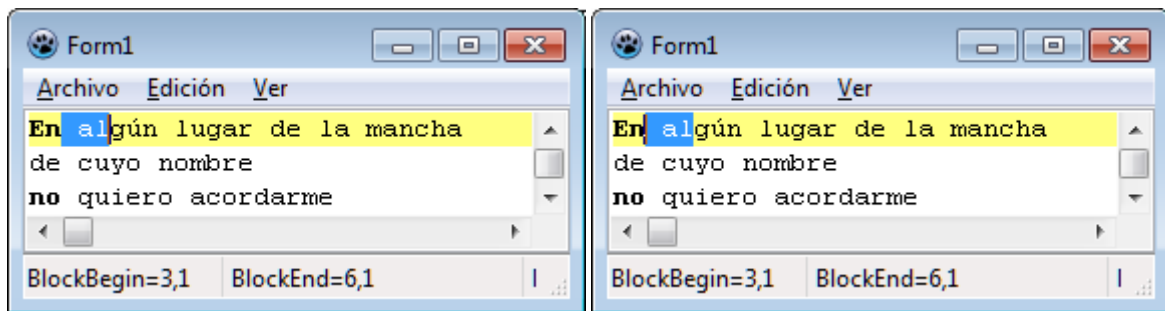 Form1
Archivo Edición Ver
En algún lugar de la mancha
de cuyo nombre
no quiero acordarme
BlockBegin=3,1 BlockEnd=6,1 I
Form1
Archivo Edición Ver
En algún lugar de la mancha
de cuyo nombre
no quiero acordarme
BlockBegin=3,1 BlockEnd=6,1 I